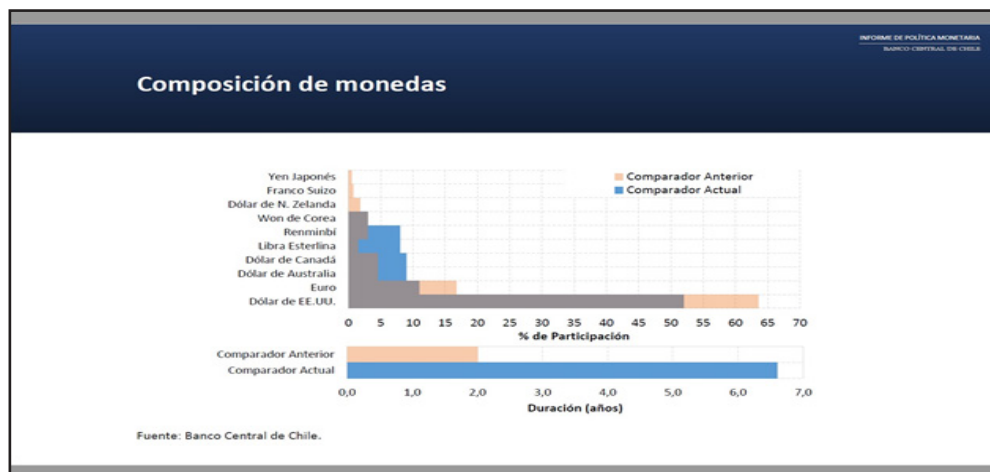 INFORME DE POLÍTICA MONETARIA
BANCO CENTRAL DE CHILE
Composición de monedas
Comparador Anterior
Comparador Actual
Yen Japonés
Franco Suizo
Dólar de N. Zelanda
Won de Corea
Renminbi
Libra Esterlina
Dólar de Canadá
Dólar de Australia
Euro
Dólar de EE.UU.
0 5 10 15 20 25 30 35 40 45 50 55 60 65 70
% de Participación
Comparador Anterior
Comparador Actual
0,0 1,0 2,0 3,0 4,0 5,0 6,0 7,0
Duración (años)
Fuente: Banco Central de Chile.